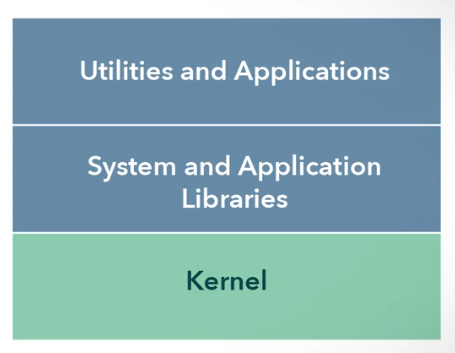 Utilities and Applications
System and Application
Libraries
Kernel